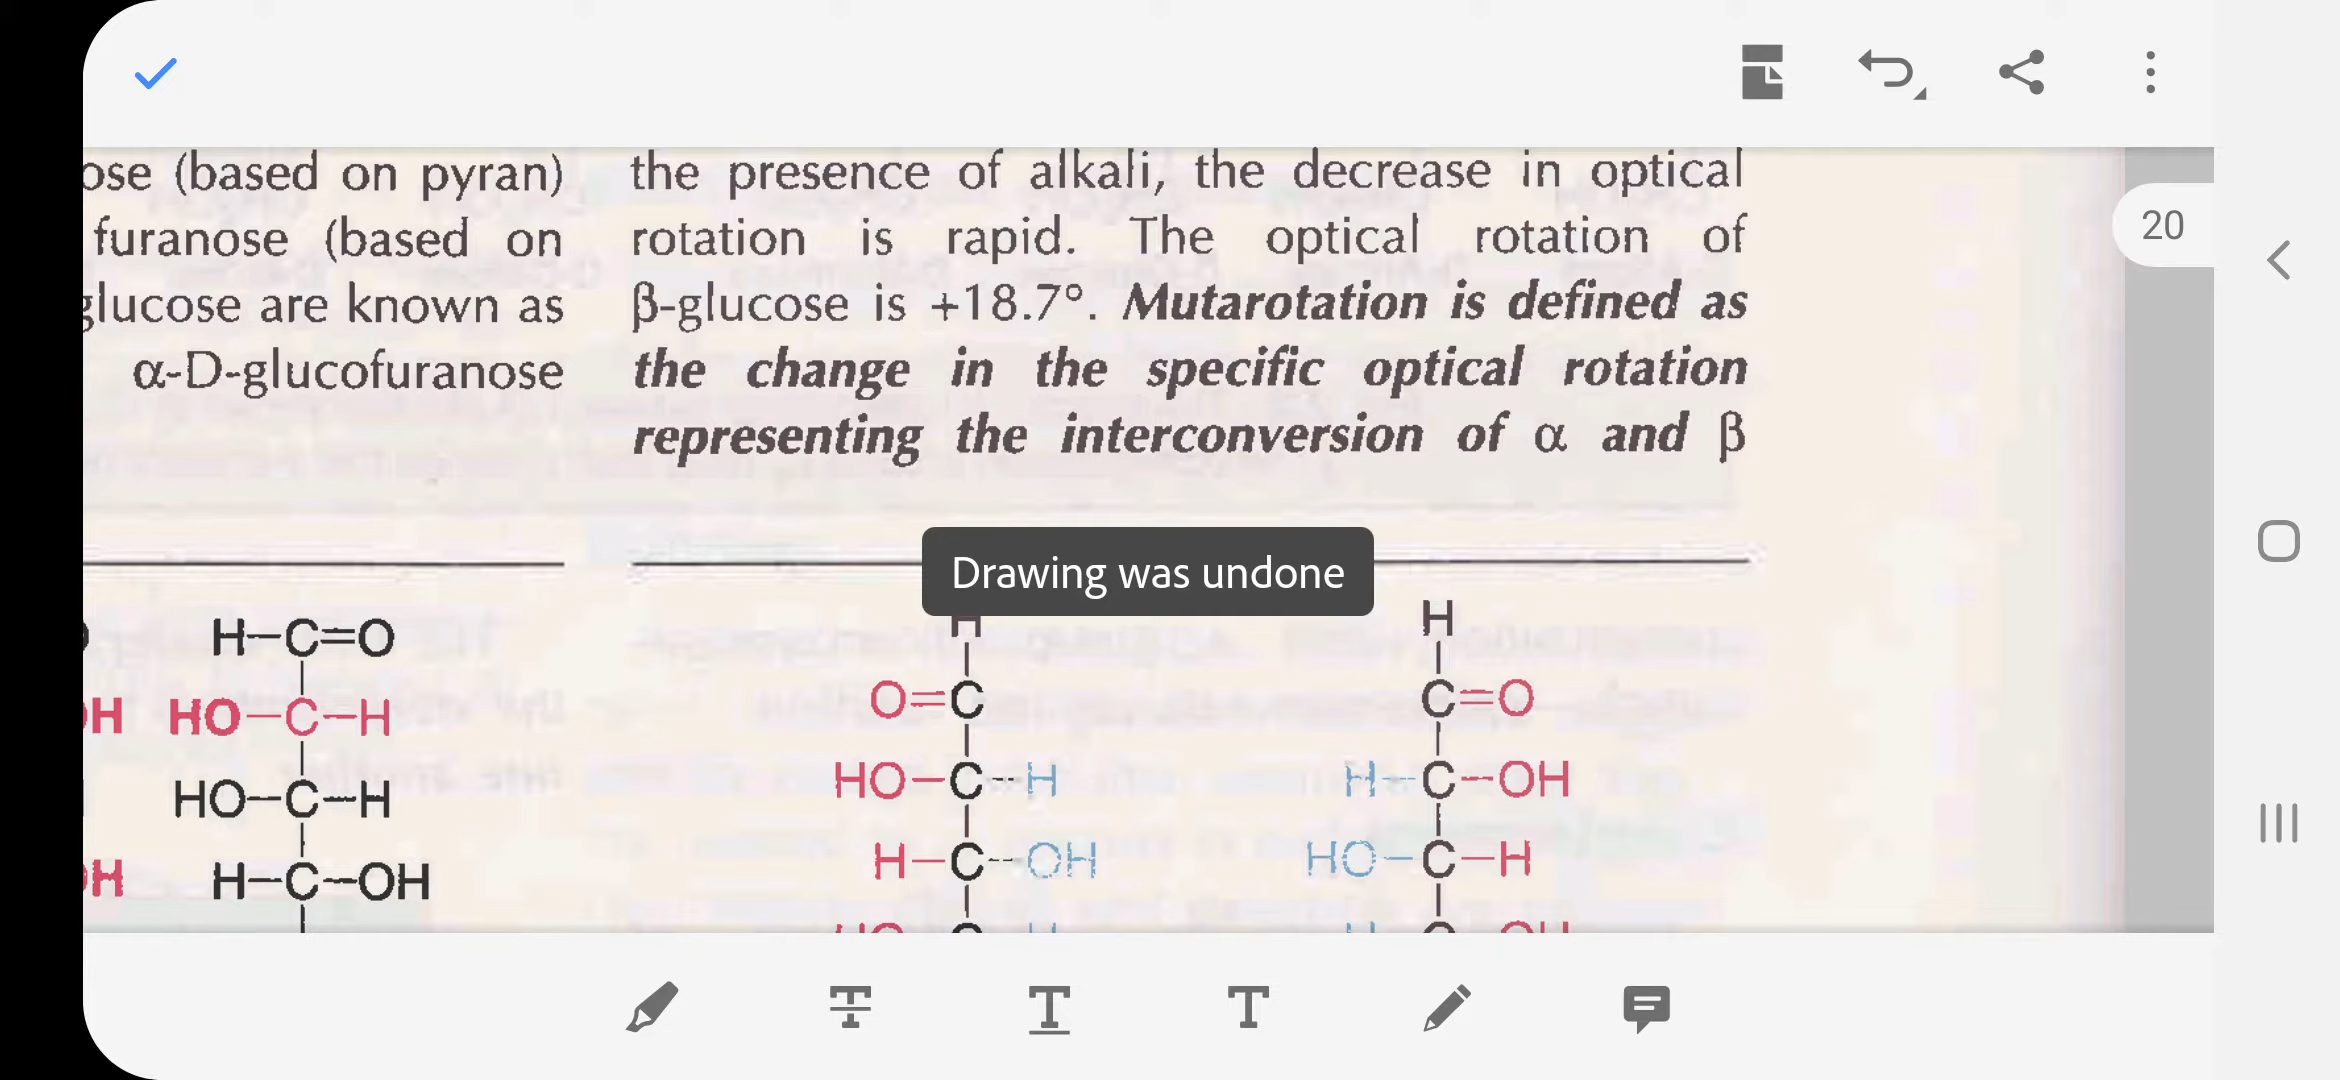 20
ose (based on pyran)
furanose (based on
glucose are known as
α-D-glucofuranose
the presence of alkali, the decrease in optical
rotation is rapid. The optical rotation of
β-glucose is +18.7°. Mutarotation is defined as
the change in the specific optical rotation
representing the interconversion of α and β
Drawing was undone
H–C=O
H HO–C–H
HO–C–H
H H–C–OH
H
O=C
HO–C–H
H–C–OH
HO C H
H
C=O
H–C–OH
HO–C–H
H C OH